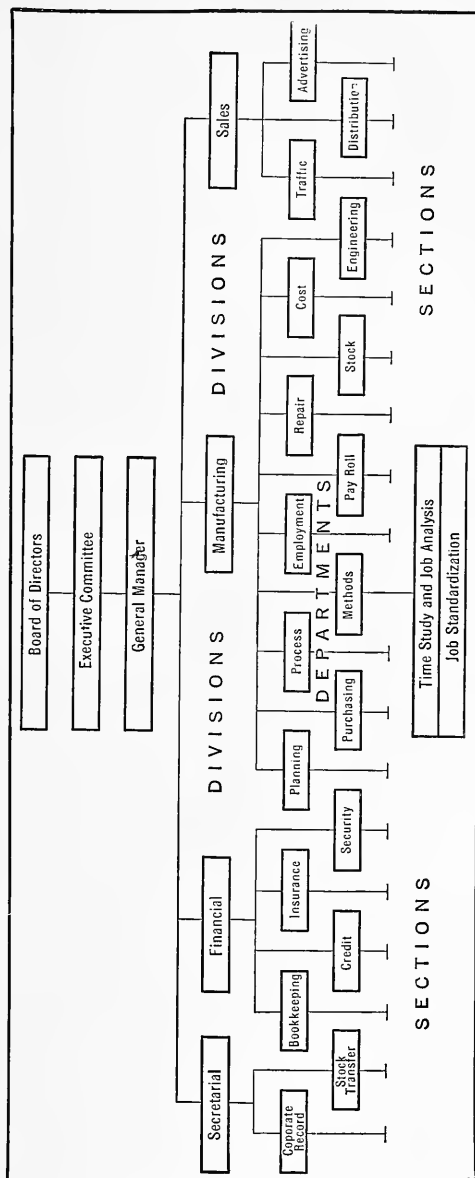 Board of Directors
Executive Committee
General Manager
Secretarial
Financial
Manufacturing
Sales
DIVISIONS
DIVISIONS
Coporate
Record
Stock
Transfer
Bookkeeping
Credit
Insurance
Security
Planning
Purchasing
Process
Methods
Employment
Pay Roll
Repair
Stock
Cost
Engineering
Traffic
Distribution
Advertising
DEPARTMENTS
SECTIONS
SECTIONS
Time Study and Job Analysis
Job Standardization